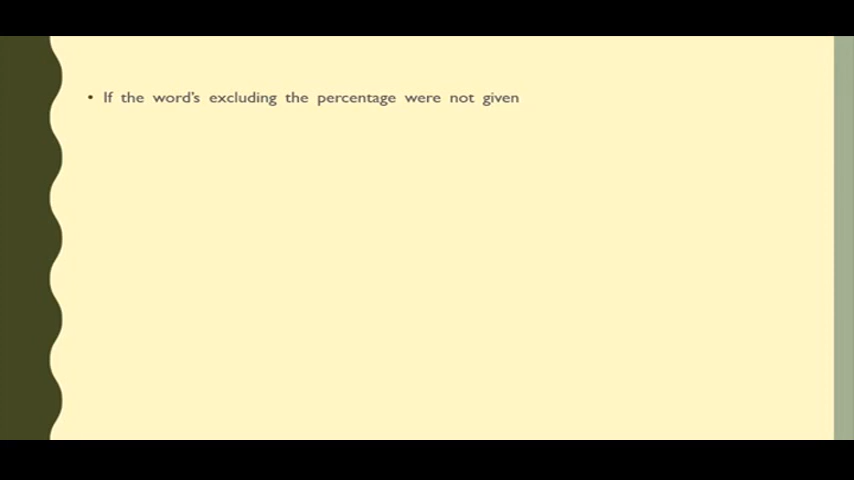 • If the word's excluding the percentage were not given